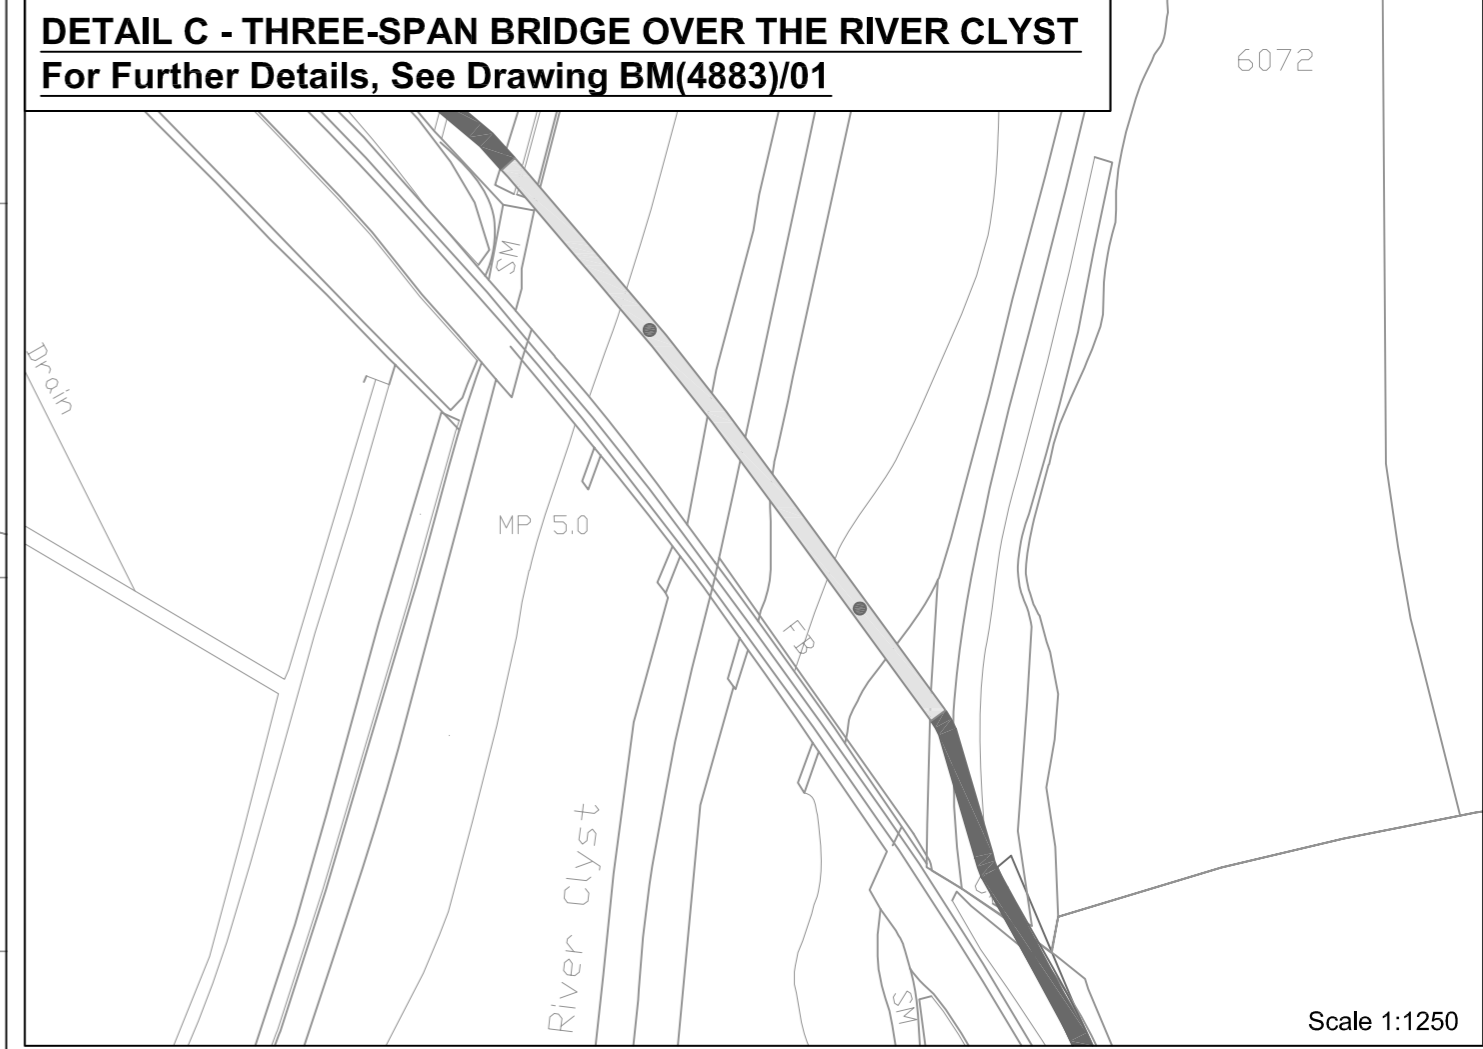 DETAIL C - THREE-SPAN BRIDGE OVER THE RIVER CLYST
For Further Details, See Drawing BM(4883)/01
6072
SM
Drain
MP 5.0
FB
River Clyst
SM
Scale 1:1250